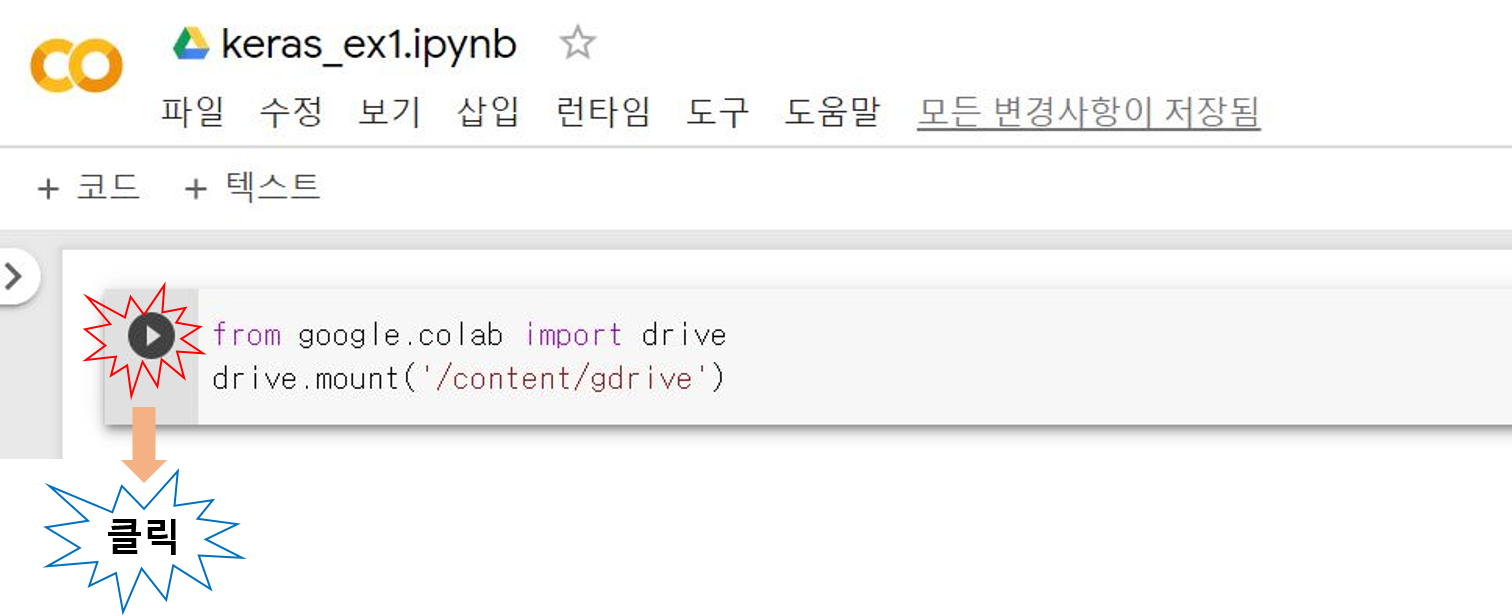 keras_ex1.ipynb
파일 수정 보기 삽입 런타임 도구 도움말 모든 변경사항이 저장됨
+ 코드 + 텍스트
from google.colab import drive
drive.mount('/content/gdrive')
클릭